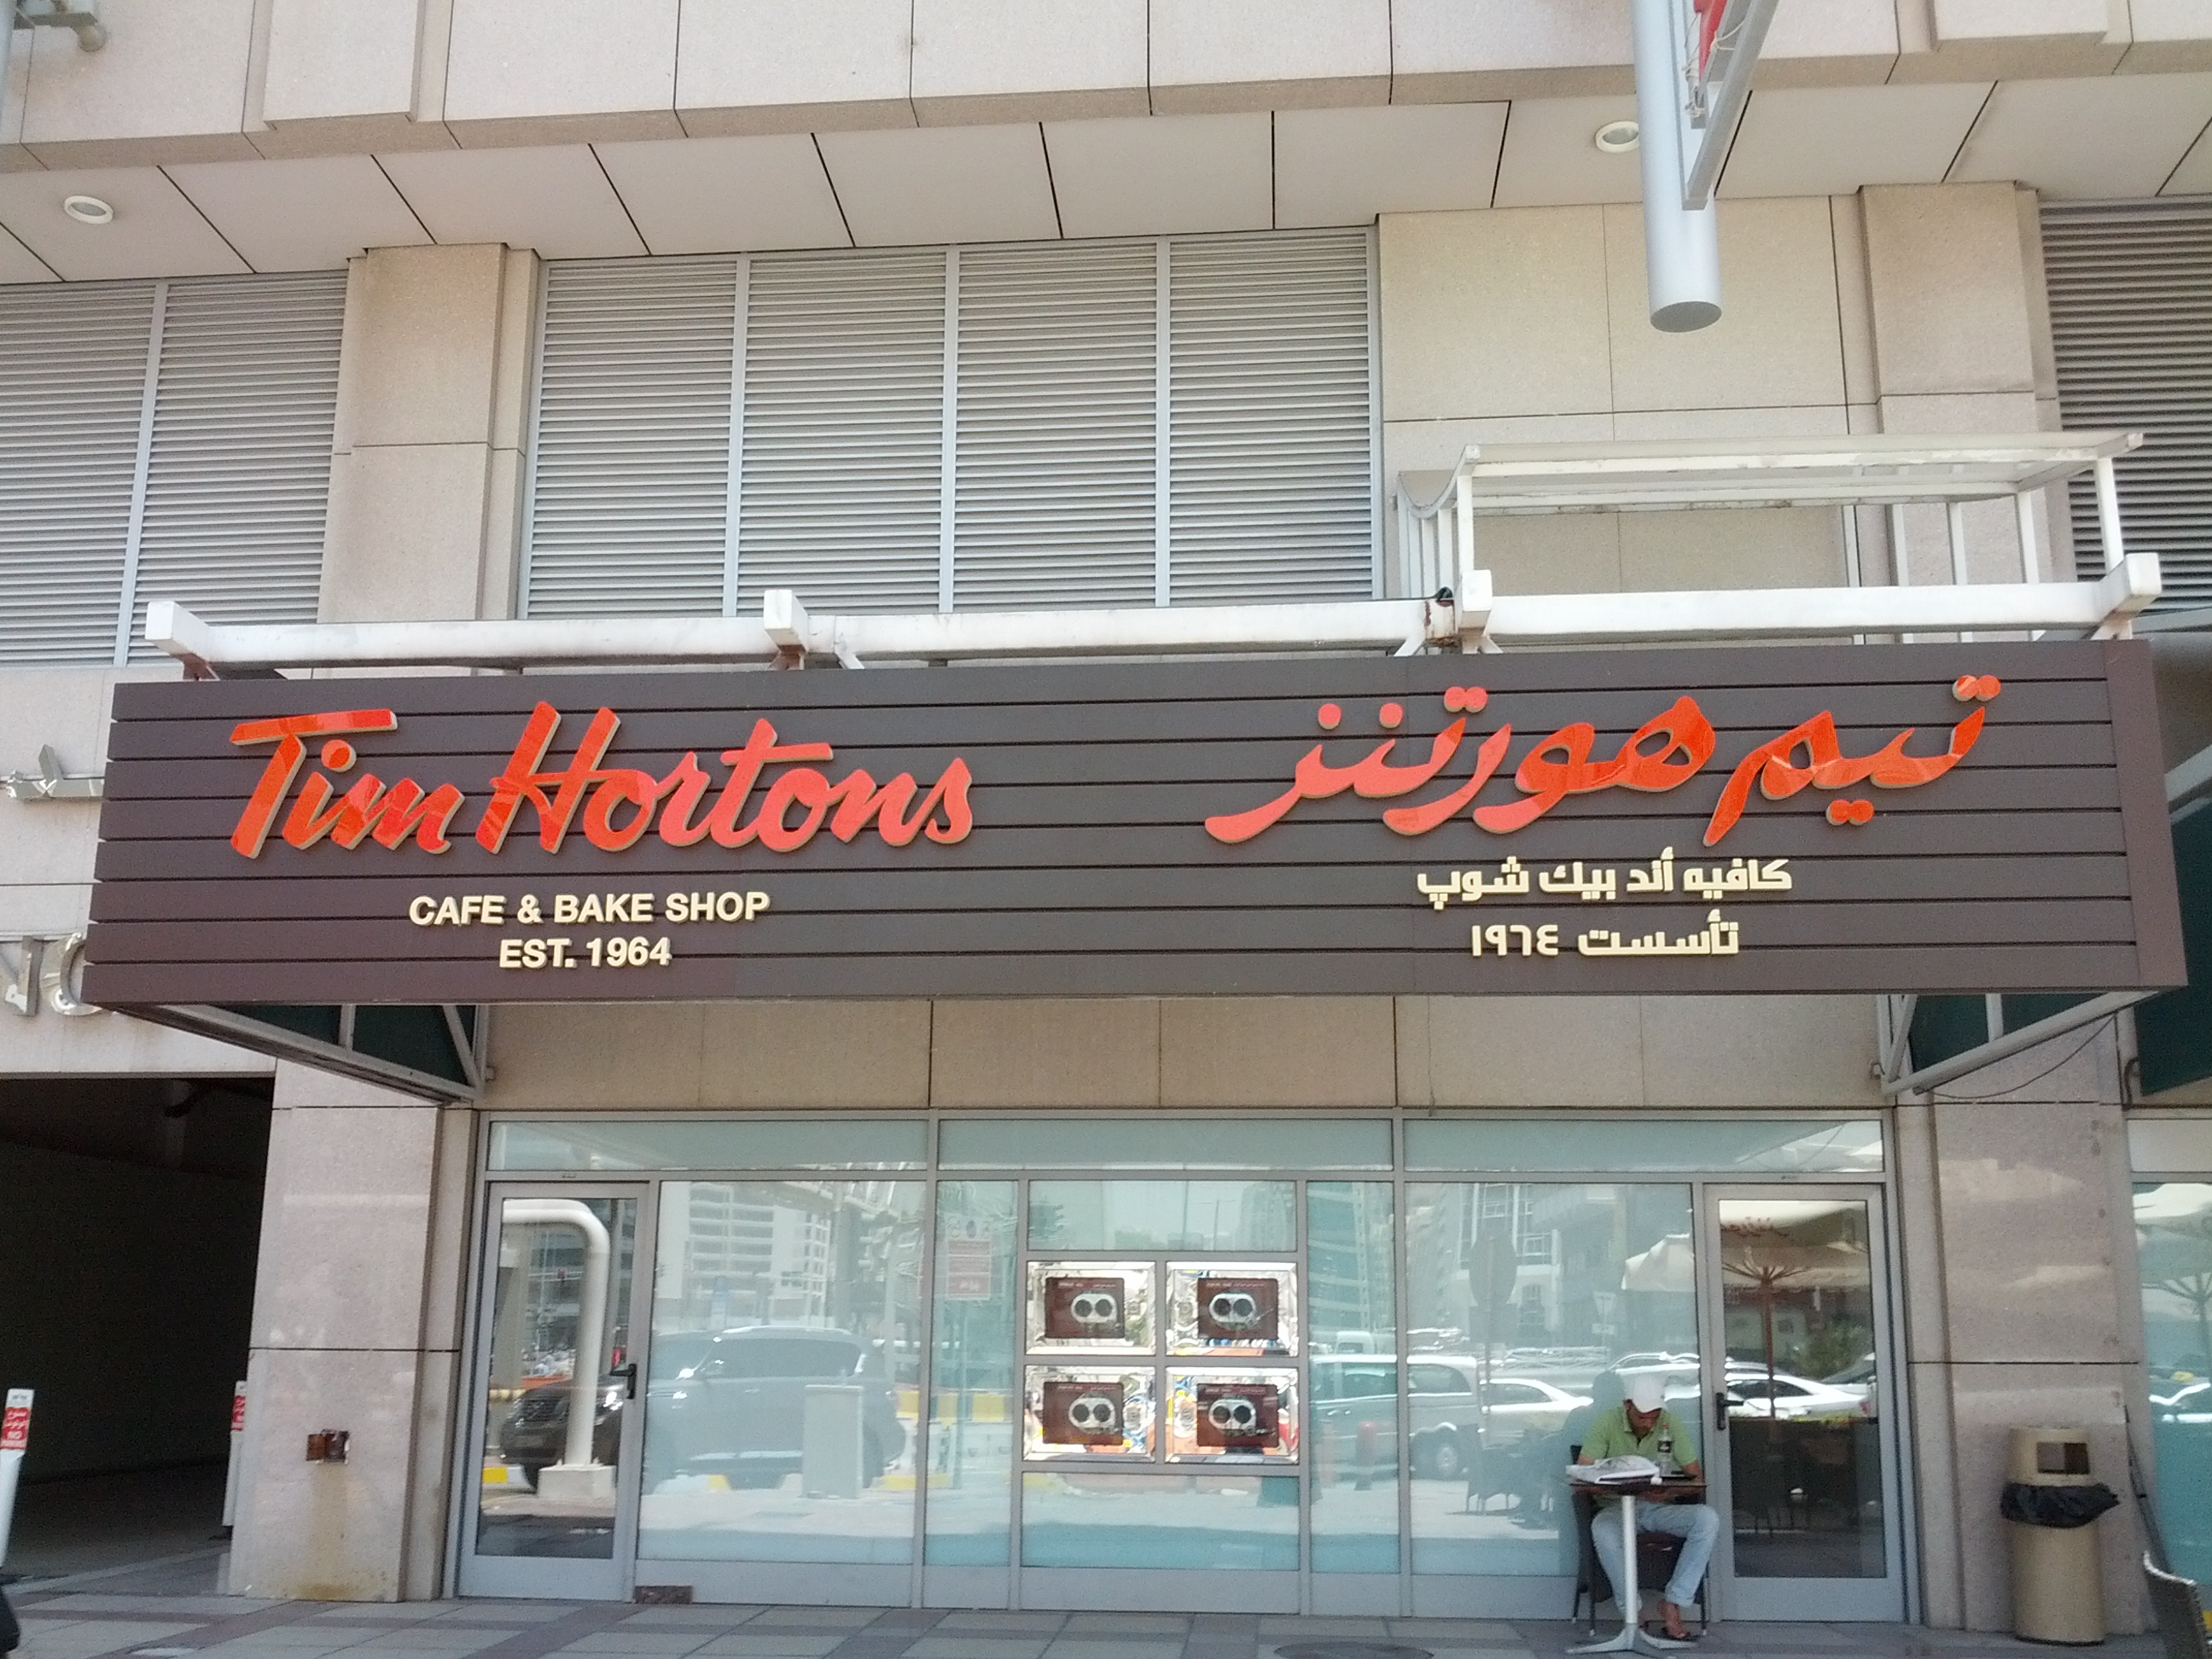 Tim Hortons
CAFE & BAKE SHOP
EST. 1964
تيم هورتنز
كافيه أند بيك شوپ
تأسست ١٩٦٤